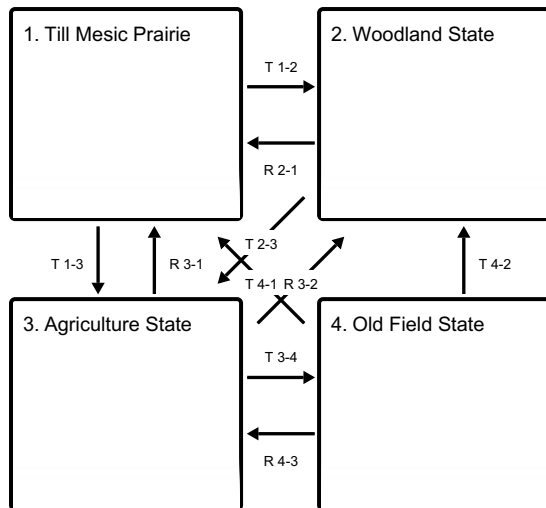 1. Till Mesic Prairie
2. Woodland State
T 1-2
R 2-1
T 2-3
T 1-3
R 3-1
T 4-1
R 3-2
T 4-2
3. Agriculture State
4. Old Field State
T 3-4
R 4-3